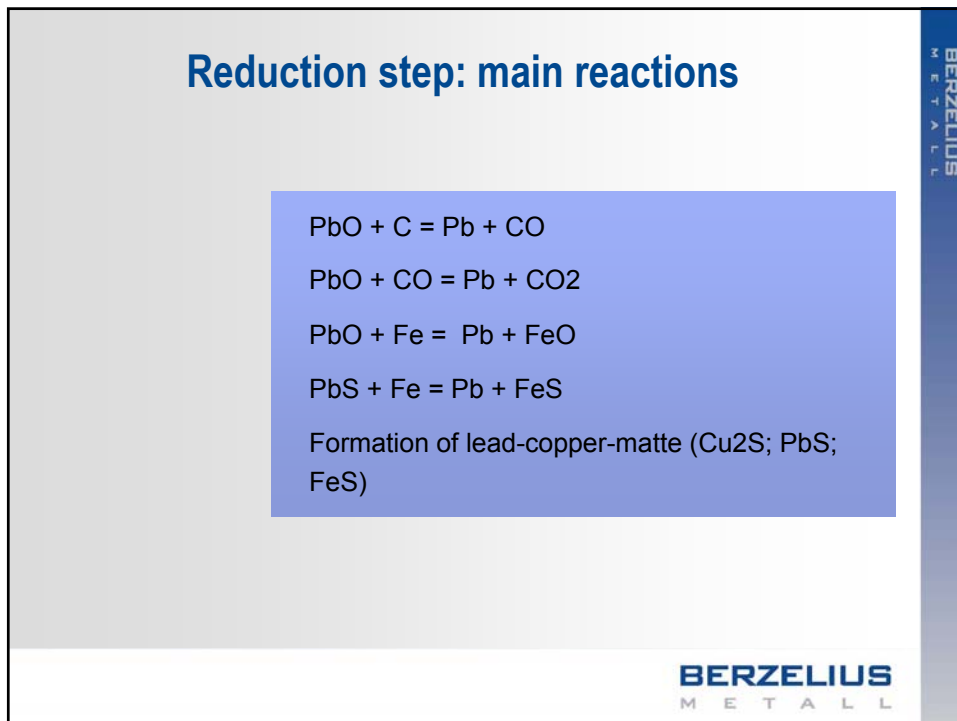 Reduction step: main reactions
BERZELIUS
METALL
PbO + C = Pb + CO
PbO + CO = Pb + CO2
PbO + Fe = Pb + FeO
PbS + Fe = Pb + FeS
Formation of lead-copper-matte (Cu2S; PbS;
FeS)
BERZELIUS
METALL